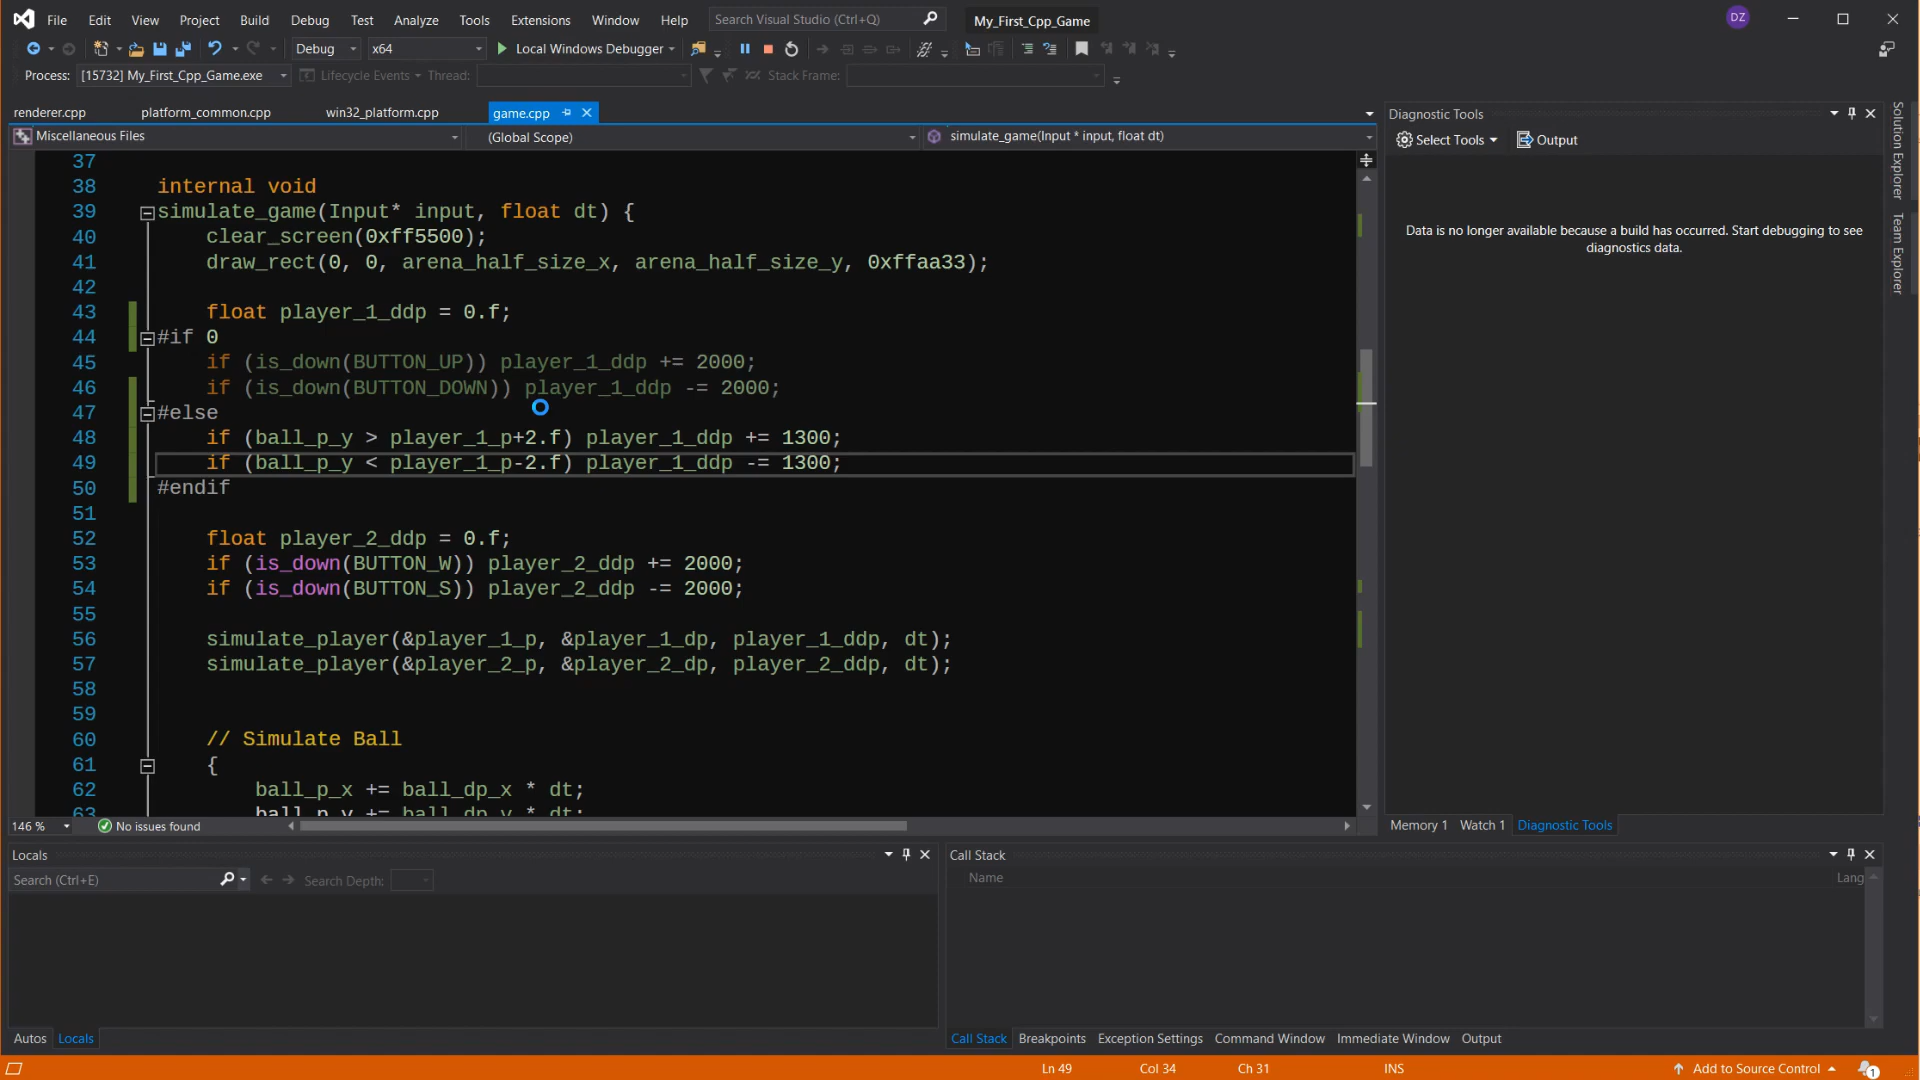 File Edit View Project Build Debug Test Analyze Tools Extensions Window Help Search Visual Studio (Ctrl+Q) My_First_Cpp_Game DZ
Debug x64 Local Windows Debugger
Process: [15732] My_First_Cpp_Game.exe Lifecycle Events Thread: Stack Frame:
renderer.cpp platform_common.cpp win32_platform.cpp game.cpp
Miscellaneous Files (Global Scope) simulate_game(Input * input, float dt)
37
38 internal void
39 simulate_game(Input* input, float dt) {
40 clear_screen(0xff5500);
41 draw_rect(0, 0, arena_half_size_x, arena_half_size_y, 0xffaa33);
42
43 float player_1_ddp = 0.f;
44 #if 0
45 if (is_down(BUTTON_UP)) player_1_ddp += 2000;
46 if (is_down(BUTTON_DOWN)) player_1_ddp -= 2000;
47 #else
48 if (ball_p_y > player_1_p+2.f) player_1_ddp += 1300;
49 if (ball_p_y < player_1_p-2.f) player_1_ddp -= 1300;
50 #endif
51
52 float player_2_ddp = 0.f;
53 if (is_down(BUTTON_W)) player_2_ddp += 2000;
54 if (is_down(BUTTON_S)) player_2_ddp -= 2000;
55
56 simulate_player(&player_1_p, &player_1_dp, player_1_ddp, dt);
57 simulate_player(&player_2_p, &player_2_dp, player_2_ddp, dt);
58
59
60 // Simulate Ball
61 {
62 ball_p_x += ball_dp_x * dt;
63 ball_p_y += ball_dp_y * dt;
146 % No issues found
Diagnostic Tools
Select Tools Output
Data is no longer available because a build has occurred. Start debugging to see
diagnostics data.
Memory 1 Watch 1 Diagnostic Tools
Solution Explorer
Team Explorer
Locals
Search (Ctrl+E) Search Depth:
Autos Locals
Call Stack
Name Lang
Call Stack Breakpoints Exception Settings Command Window Immediate Window Output
Ln 49 Col 34 Ch 31 INS Add to Source Control 1